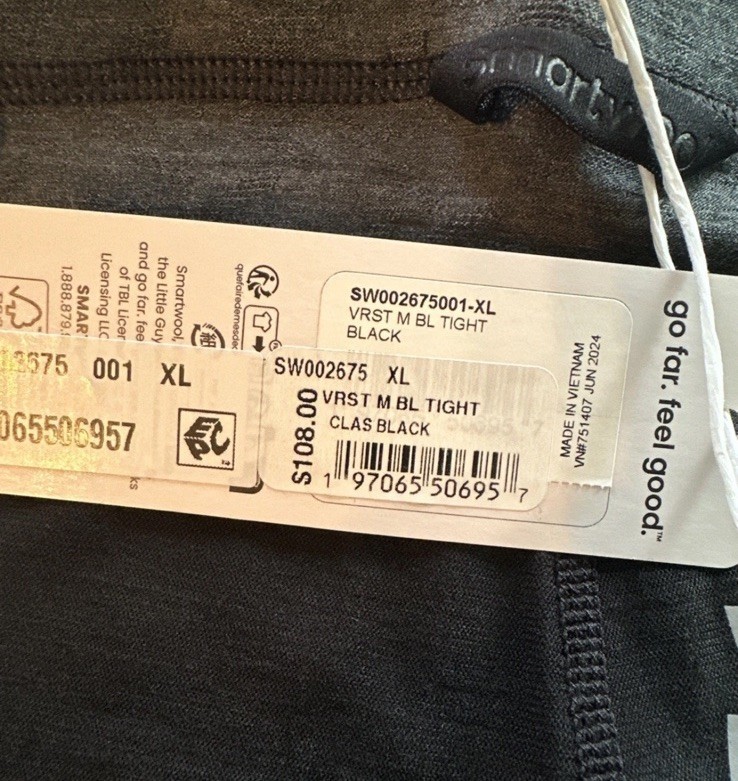 smartwool
quefairedemesdec
Smartwool,
the Little Guy
and go far. fee
of TBL Licen
Licensing LLC
SMAR
1.888.879.
SW002675001-XL
VRST M BL TIGHT
BLACK
MADE IN VIETNAM
VN#751407 JUN 2024
go far. feel good.™
2675 001 XL
065506957
SW002675 XL
$108.00
VRST M BL TIGHT
CLAS BLACK
1 97065 50695 7